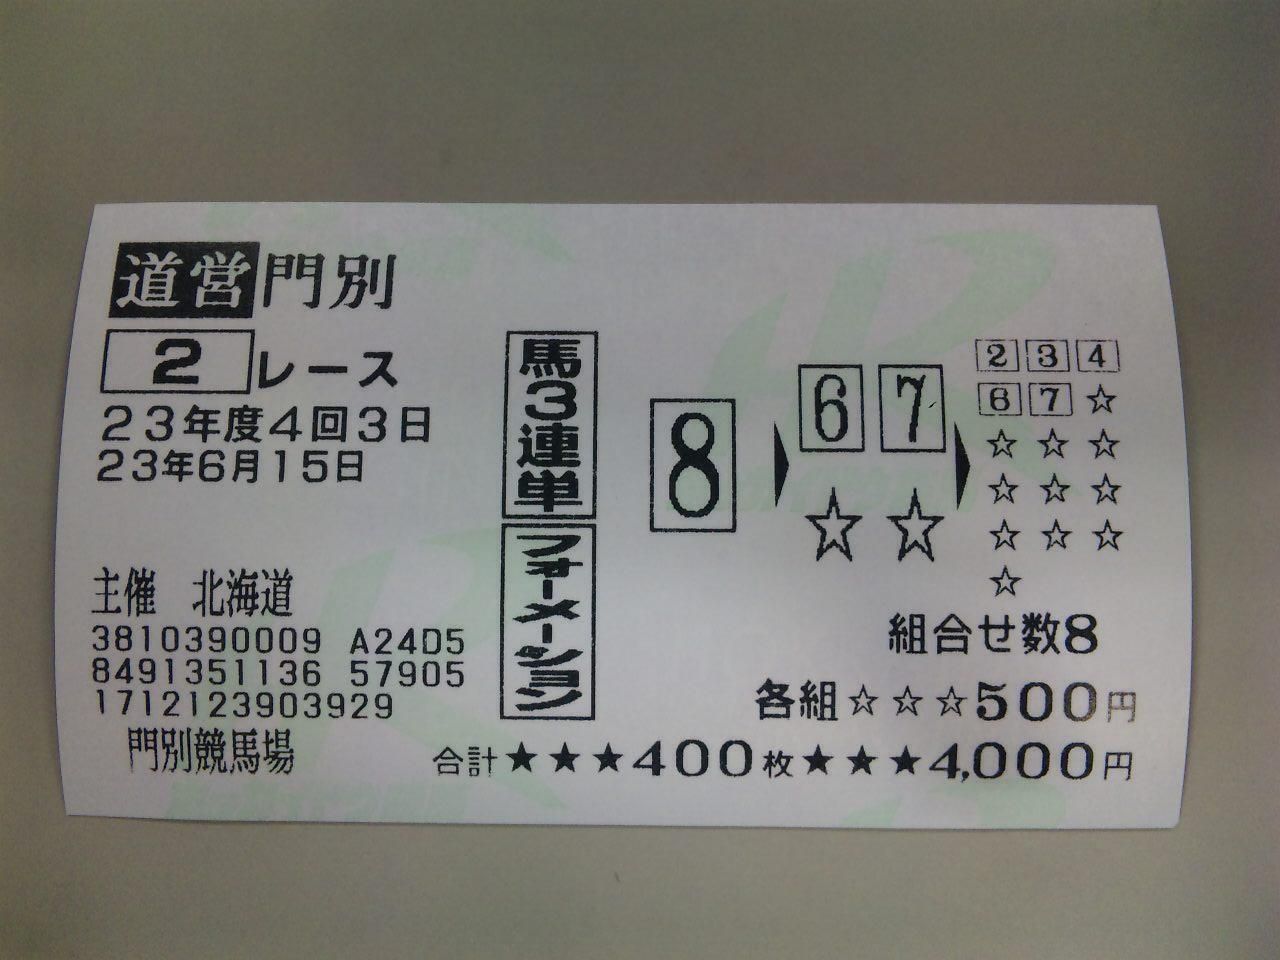 道営門別
2レース
23年度4回3日
23年6月15日
主催 北海道
3810390009 A24D5
8491351136 57905
1712123903929
門別競馬場
馬3連単
フォーメーション
8
6 7
☆☆
2 3 4
6 7 ☆
☆☆☆
☆☆☆
☆☆☆
☆
組合せ数8
各組☆☆☆500円
合計★★★400枚★★★4,000円